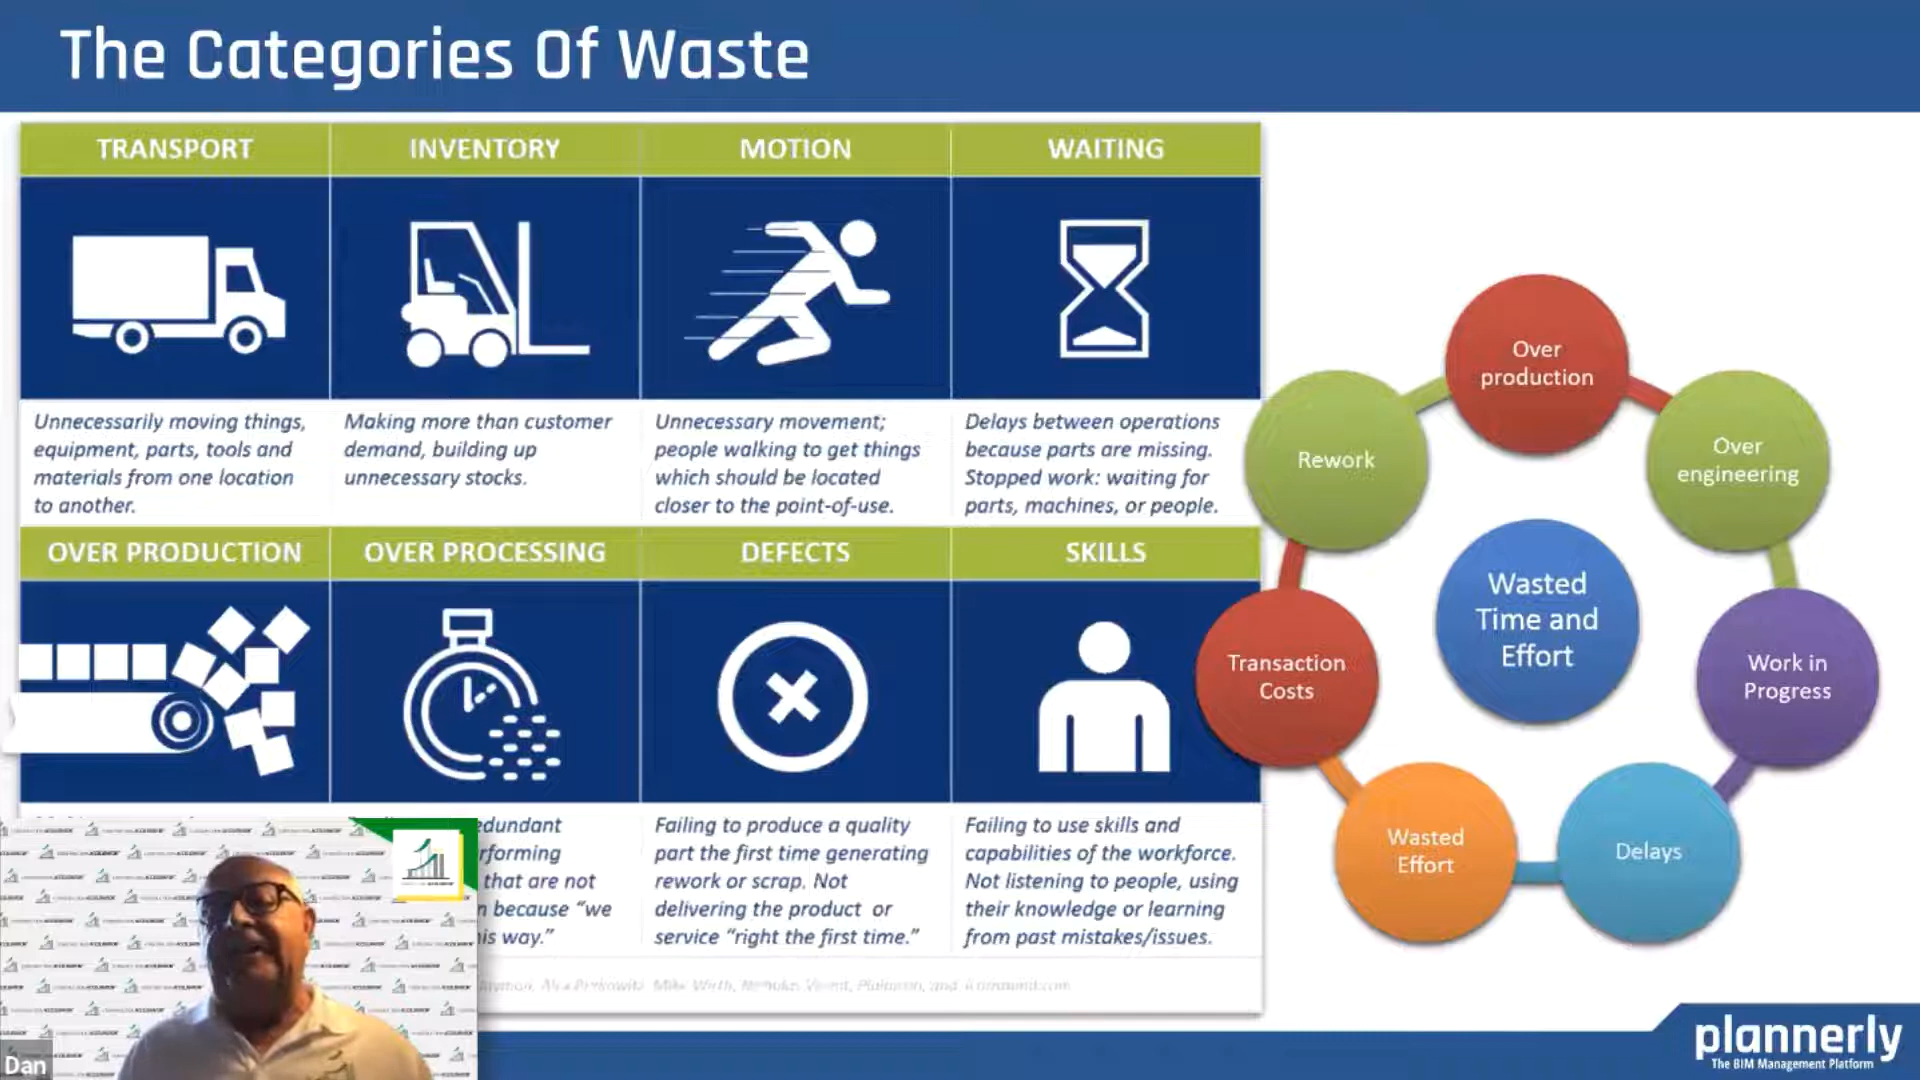 The Categories Of Waste
TRANSPORT
INVENTORY
MOTION
WAITING
Unnecessarily moving things,
equipment, parts, tools and
materials from one location
to another.
Making more than customer
demand, building up
unnecessary stocks.
Unnecessary movement;
people walking to get things
which should be located
closer to the point-of-use.
Delays between operations
because parts are missing.
Stopped work: waiting for
parts, machines, or people.
OVER PRODUCTION
OVER PROCESSING
DEFECTS
SKILLS
that are not
because “we
way.”
Failing to produce a quality
part the first time generating
rework or scrap. Not
delivering the product or
service “right the first time.”
Failing to use skills and
capabilities of the workforce.
Not listening to people, using
their knowledge or learning
from past mistakes/issues.
Over
production
Over
engineering
Work in
Progress
Delays
Wasted
Effort
Transaction
Costs
Rework
Wasted
Time and
Effort
Dan
plannerly
The BIM Management Platform